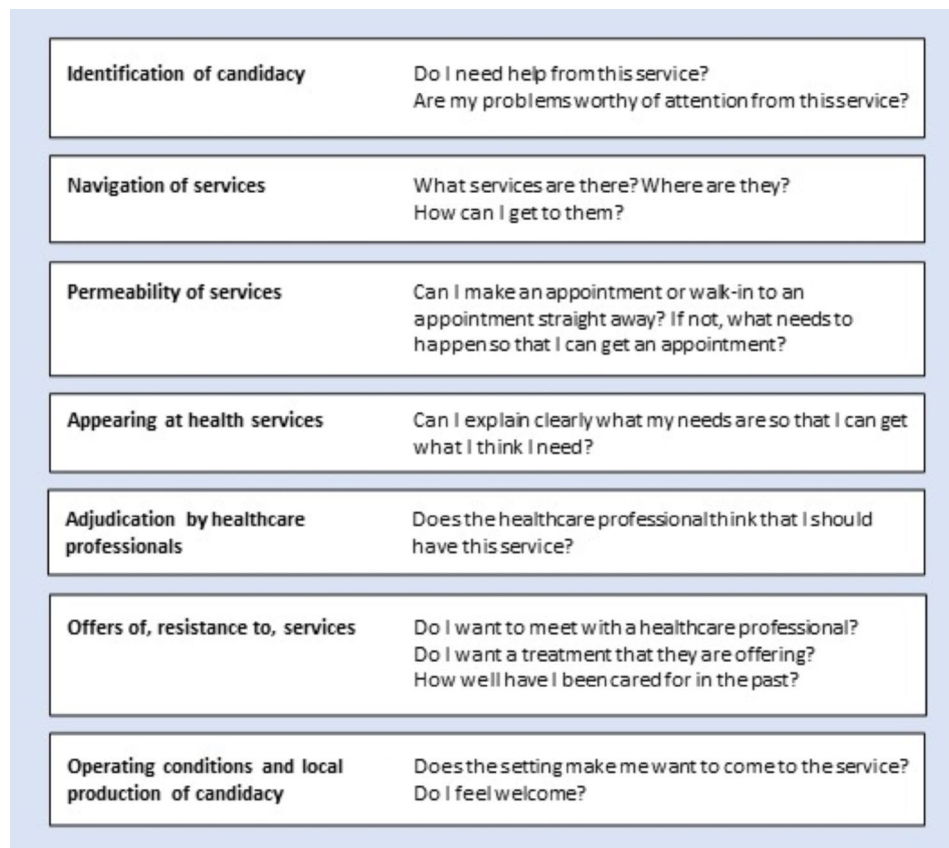 Identification of candidacy
Do I need help from this service?
Are my problems worthy of attention from this service?
Navigation of services
What services are there? Where are they?
How can I get to them?
Permeability of services
Can I make an appointment or walk-in to an
appointment straight away? If not, what needs to
happen so that I can get an appointment?
Appearing at health services
Can I explain clearly what my needs are so that I can get
what I think I need?
Adjudication by healthcare
professionals
Does the healthcare professional think that I should
have this service?
Offers of, resistance to, services
Do I want to meet with a healthcare professional?
Do I want a treatment that they are offering?
How well have I been cared for in the past?
Operating conditions and local
production of candidacy
Does the setting make me want to come to the service?
Do I feel welcome?